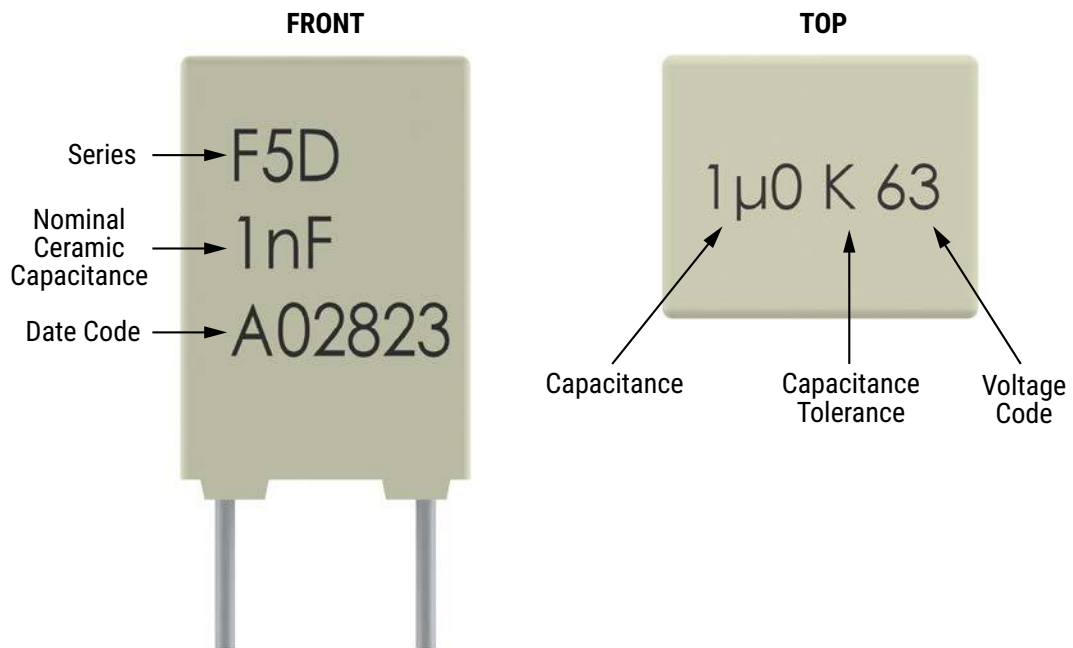 FRONT
Series
F5D
Nominal
Ceramic
Capacitance
1nF
Date Code
A02823
TOP
1µ0 K 63
Capacitance
Capacitance
Tolerance
Voltage
Code